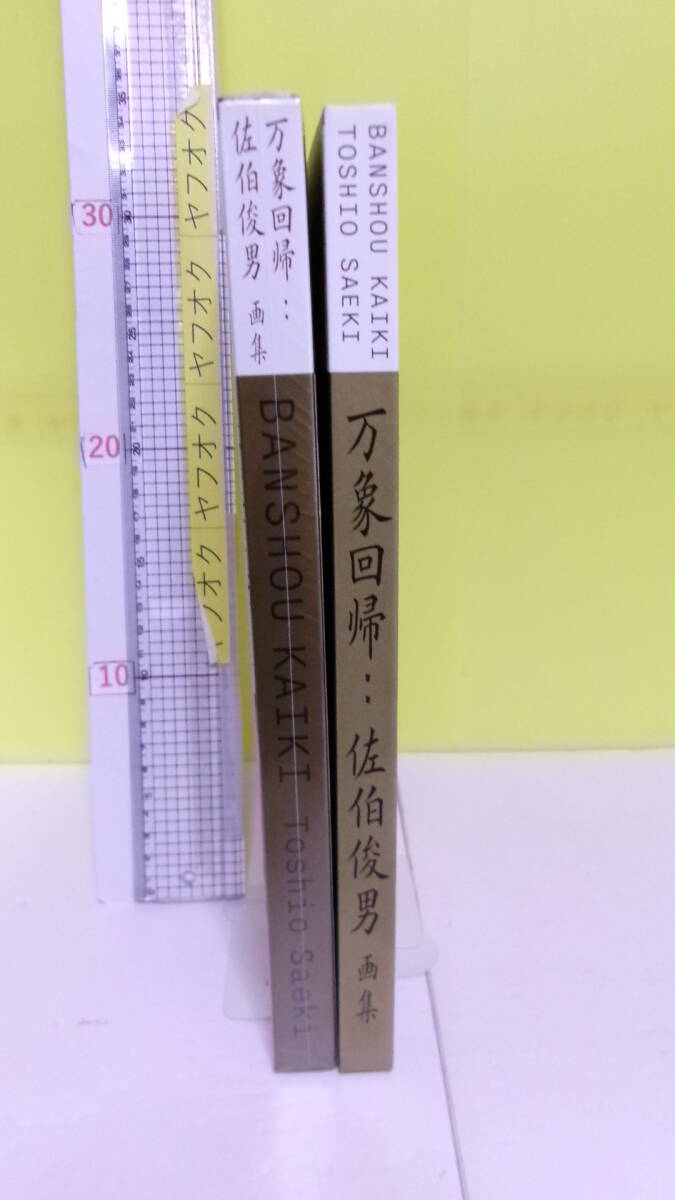 30
20
10
ヤフオク
ヤフオク
ヤフオク
フオク
万象回帰：
佐伯俊男 画集
BANSHOU KAIKI
Toshio Saeki
BANSHOU KAIKI
TOSHIO SAEKI
万象回帰：佐伯俊男 画集